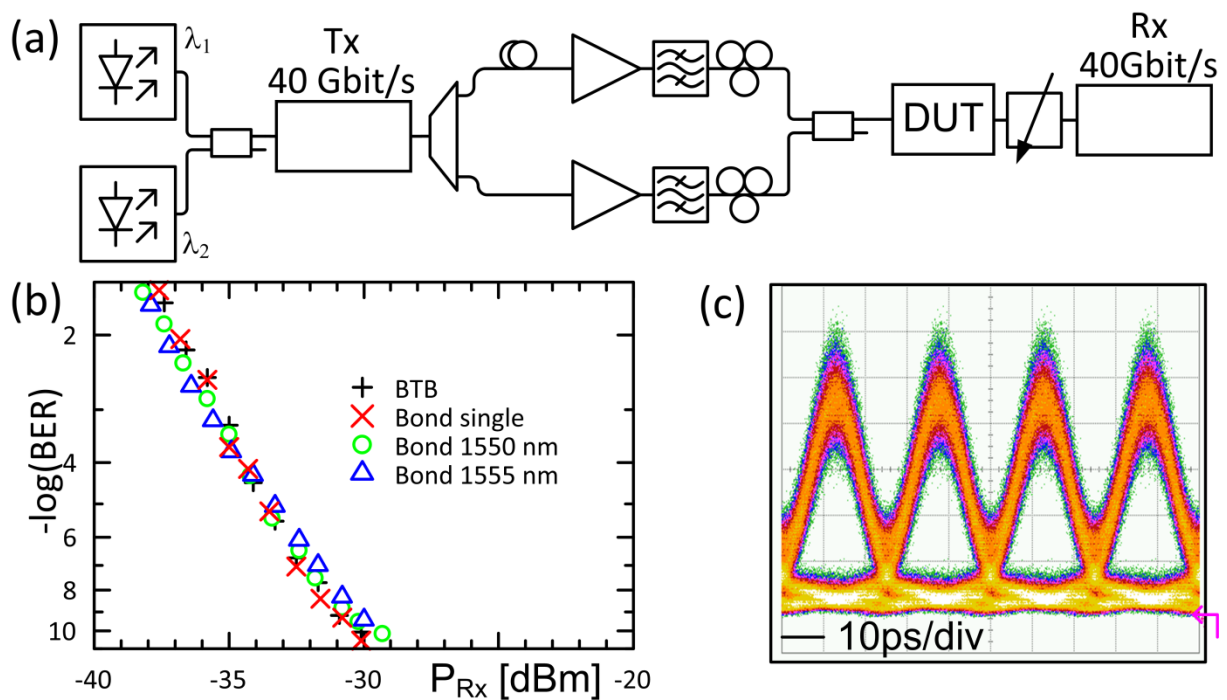 (a)
λ1
λ2
Tx
40 Gbit/s
DUT
Rx
40Gbit/s
(b)
-log(BER)
2
4
6
8
10
BTB
Bond single
Bond 1550 nm
Bond 1555 nm
-40
-35
-30
-20
PRx [dBm]
(c)
10ps/div